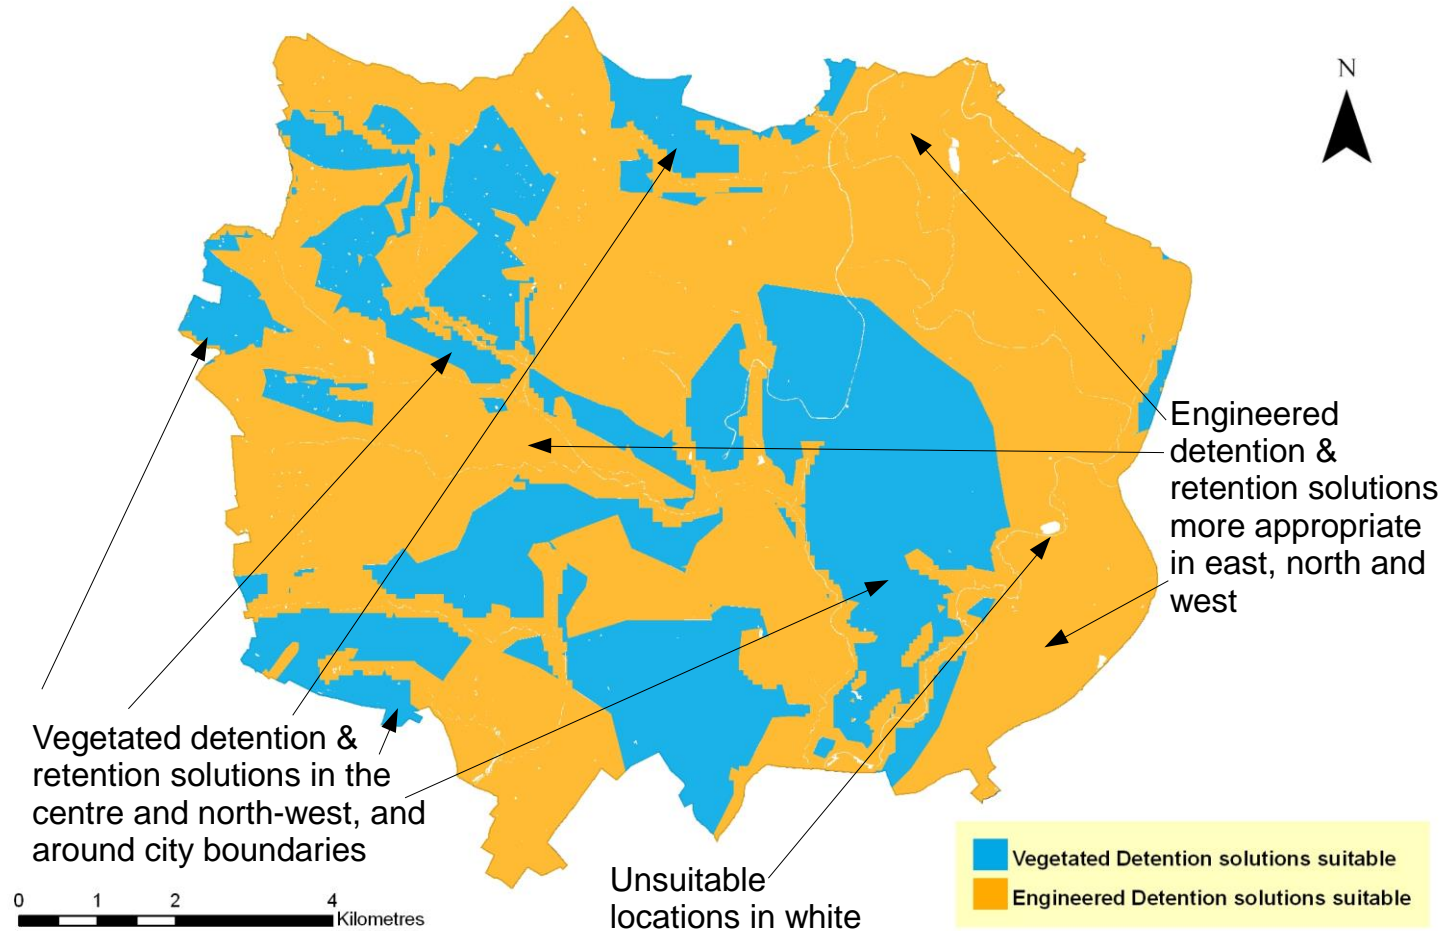 N
Engineered
detention &
retention solutions
more appropriate
in east, north and
west
Vegetated detention &
retention solutions in the
centre and north-west, and
around city boundaries
Unsuitable
locations in white
Vegetated Detention solutions suitable
Engineered Detention solutions suitable
0 1 2 4
Kilometres